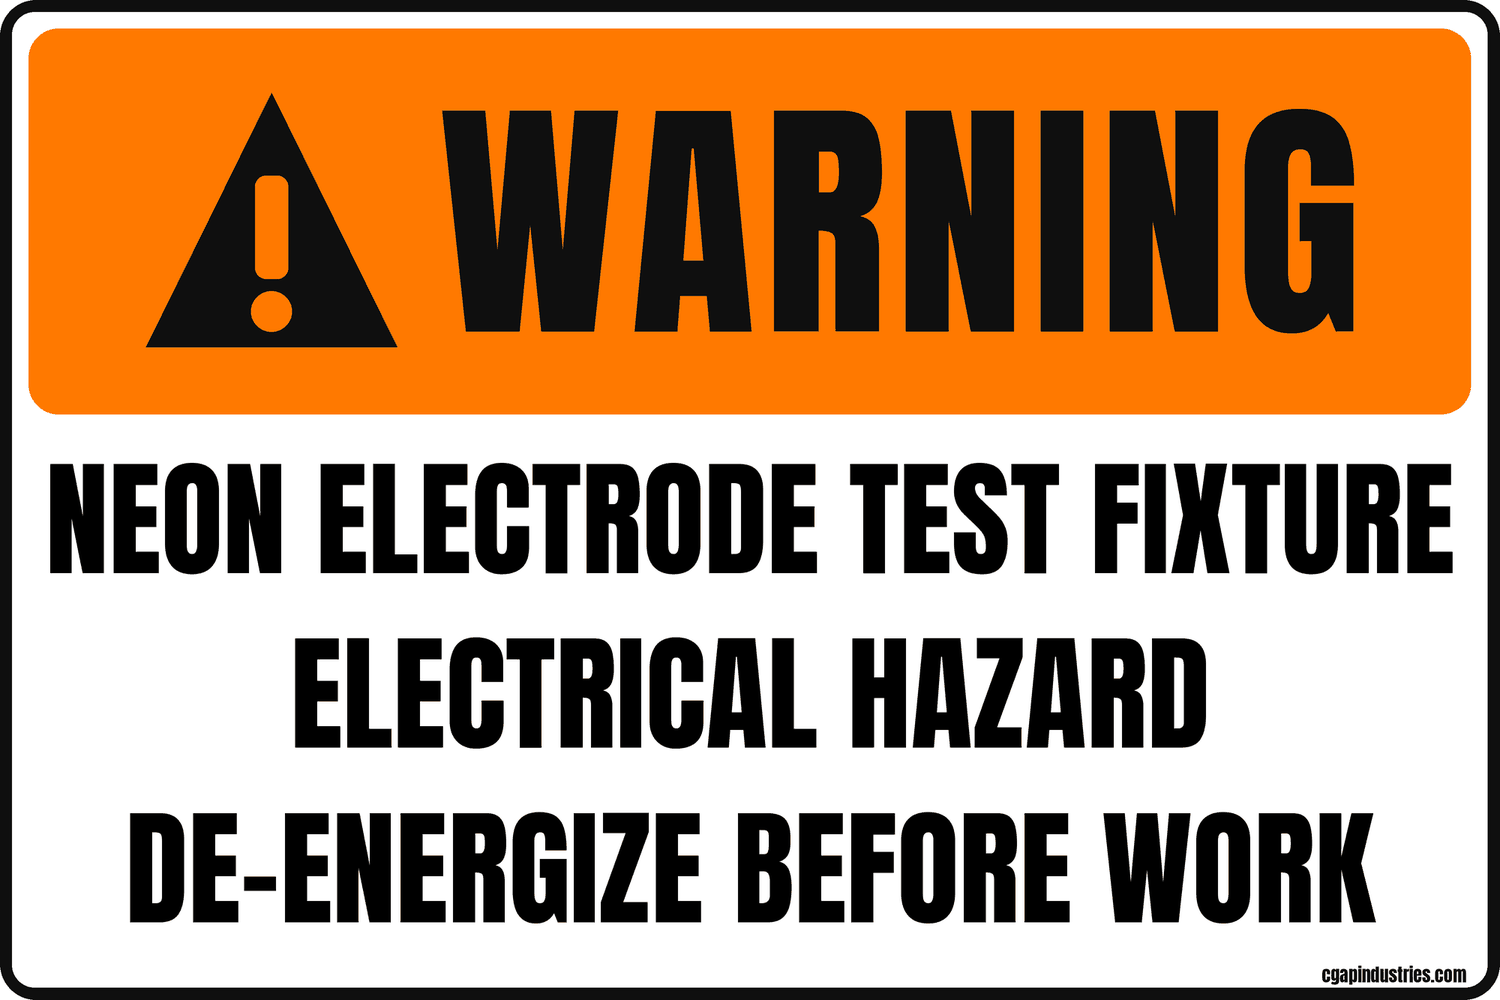 WARNING
NEON ELECTRODE TEST FIXTURE
ELECTRICAL HAZARD
DE-ENERGIZE BEFORE WORK
cgapindustries.com